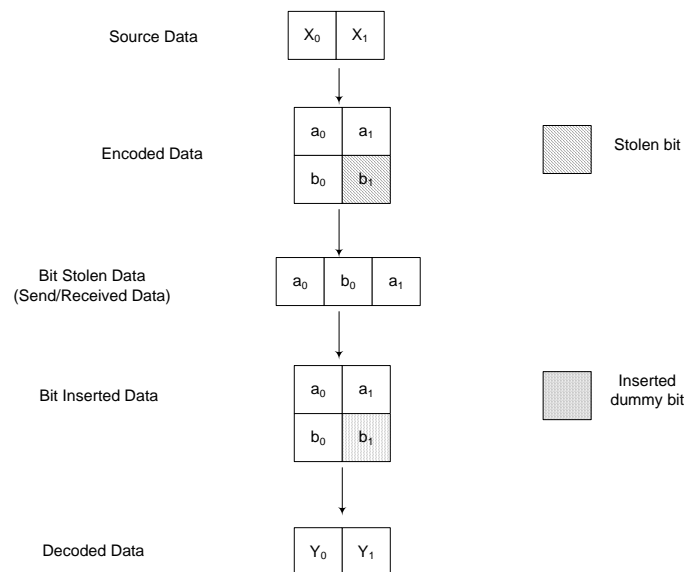 Source Data
X₀ X₁
Encoded Data
a₀ a₁
b₀ b₁
Stolen bit
Bit Stolen Data
(Send/Received Data)
a₀ b₀ a₁
Bit Inserted Data
a₀ a₁
b₀ b₁
Inserted
dummy bit
Decoded Data
Y₀ Y₁